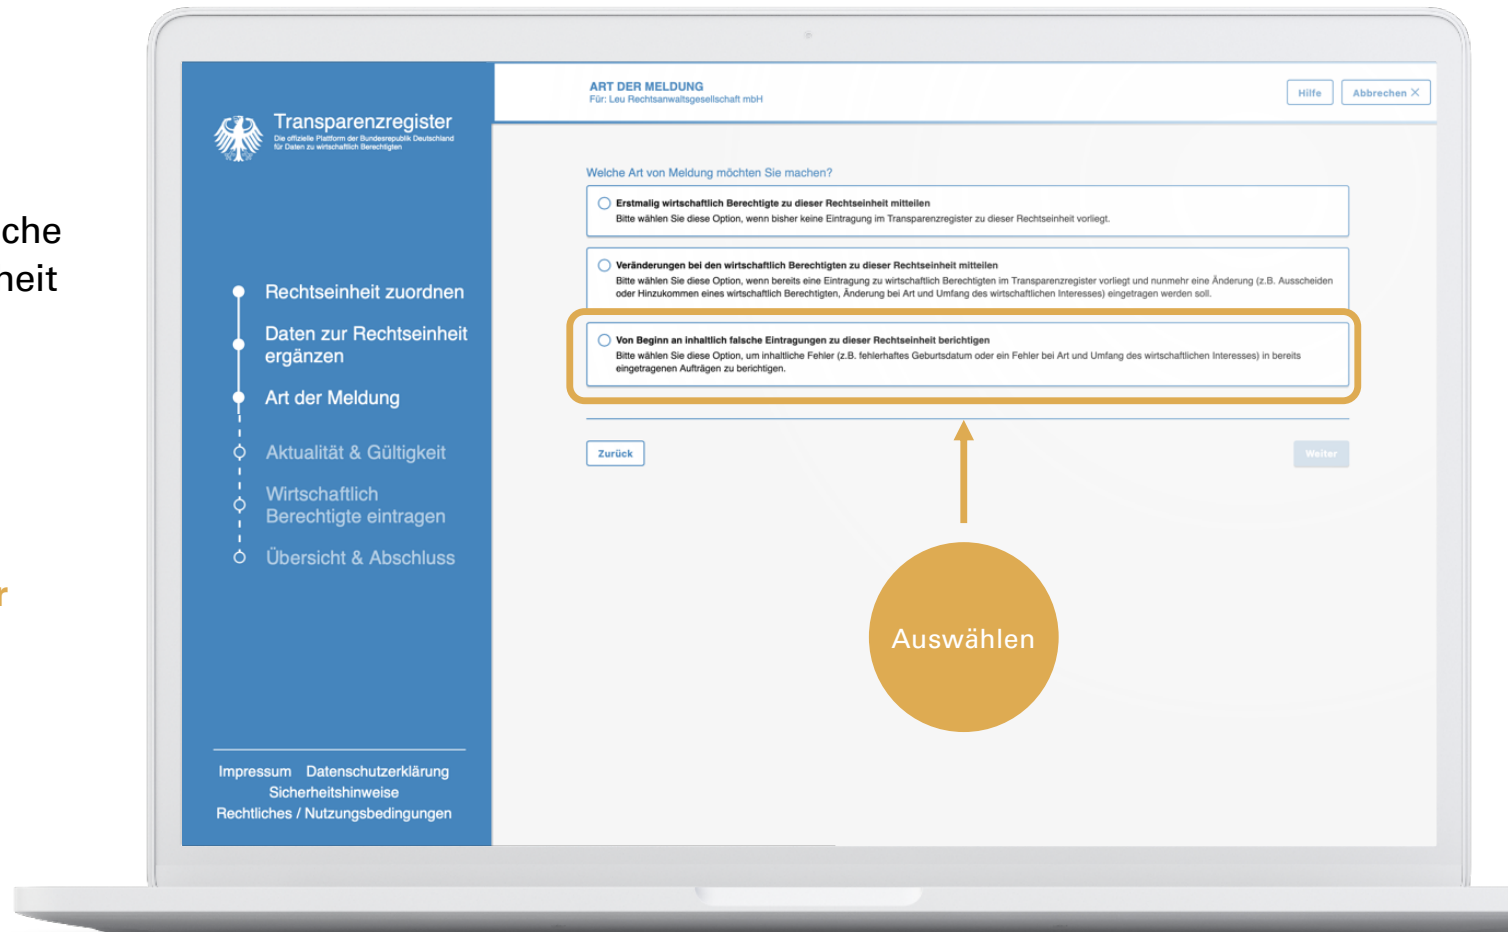 che
heit
r
Transparenzregister
Die offizielle Plattform der Bundesrepublik Deutschland
für Daten zu wirtschaftlich Berechtigten
Rechtseinheit zuordnen
Daten zur Rechtseinheit
ergänzen
Art der Meldung
Aktualität & Gültigkeit
Wirtschaftlich
Berechtigte eintragen
Übersicht & Abschluss
Impressum Datenschutzerklärung
Sicherheitshinweise
Rechtliches / Nutzungsbedingungen
ART DER MELDUNG
Für: Leu Rechtsanwaltsgesellschaft mbH
Hilfe
Abbrechen X
Welche Art von Meldung möchten Sie machen?
Erstmalig wirtschaftlich Berechtigte zu dieser Rechtseinheit mitteilen
Bitte wählen Sie diese Option, wenn bisher keine Eintragung im Transparenzregister zu dieser Rechtseinheit vorliegt.
Veränderungen bei den wirtschaftlich Berechtigten zu dieser Rechtseinheit mitteilen
Bitte wählen Sie diese Option, wenn bereits eine Eintragung zu wirtschaftlich Berechtigten im Transparenzregister vorliegt und nunmehr eine Änderung (z.B. Ausscheiden
oder Hinzukommen eines wirtschaftlich Berechtigten, Änderung bei Art und Umfang des wirtschaftlichen Interesses) eingetragen werden soll.
Von Beginn an inhaltlich falsche Eintragungen zu dieser Rechtseinheit berichtigen
Bitte wählen Sie diese Option, um inhaltliche Fehler (z.B. fehlerhaftes Geburtsdatum oder ein Fehler bei Art und Umfang des wirtschaftlichen Interesses) in bereits
eingetragenen Aufträgen zu berichtigen.
Zurück
Weiter
Auswählen